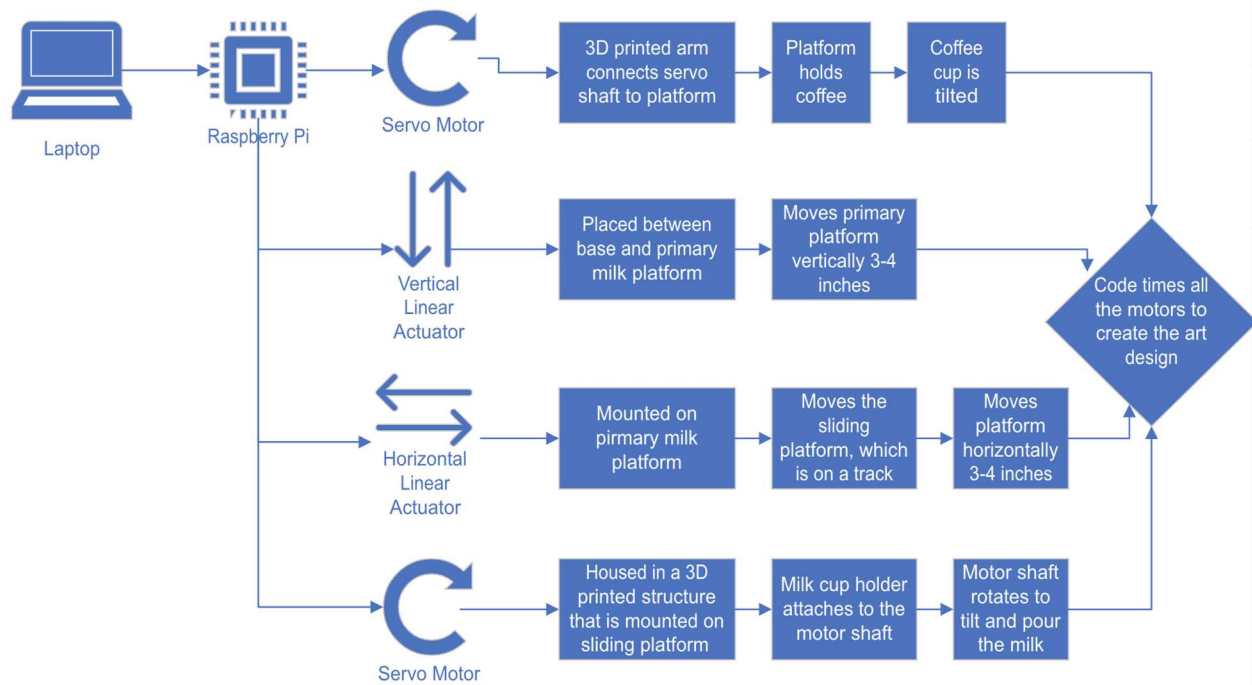 Laptop
Raspberry Pi
Servo Motor
3D printed arm
connects servo
shaft to platform
Platform
holds
coffee
Coffee
cup is
tilted
Vertical
Linear
Actuator
Placed between
base and primary
milk platform
Moves primary
platform
vertically 3-4
inches
Code times all
the motors to
create the art
design
Horizontal
Linear
Actuator
Mounted on
pirmary milk
platform
Moves the
sliding
platform, which
is on a track
Moves
platform
horizontally
3-4 inches
Servo Motor
Housed in a 3D
printed structure
that is mounted on
sliding platform
Milk cup holder
attaches to the
motor shaft
Motor shaft
rotates to
tilt and pour
the milk